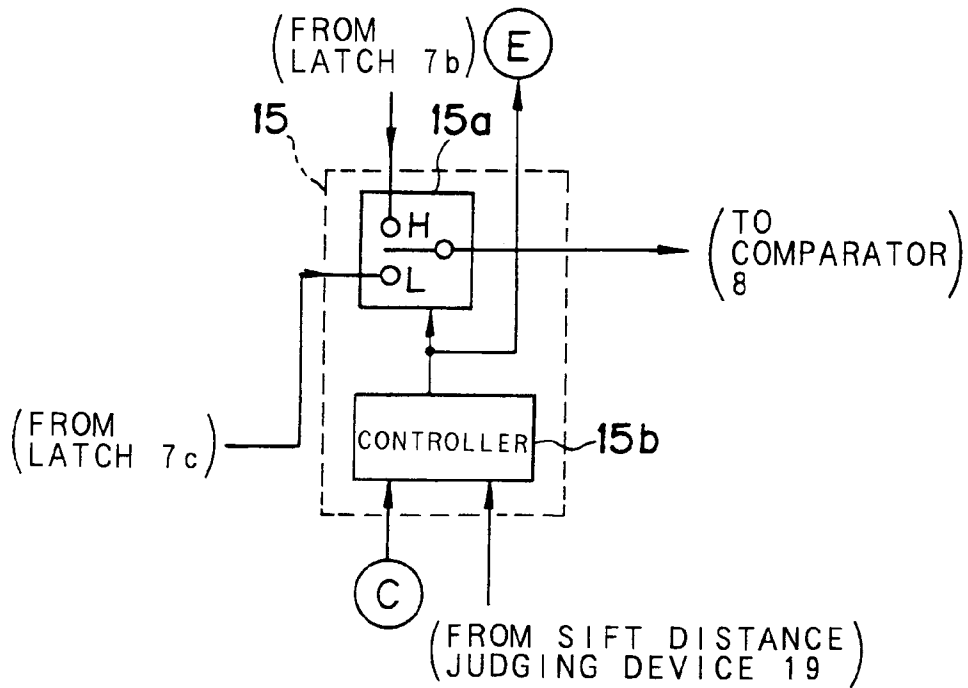 (FROM
LATCH 7b)
E
15
15a
H
L
(TO
COMPARATOR
8)
(FROM
LATCH 7c)
CONTROLLER
15b
C
(FROM SIFT DISTANCE
JUDGING DEVICE 19)